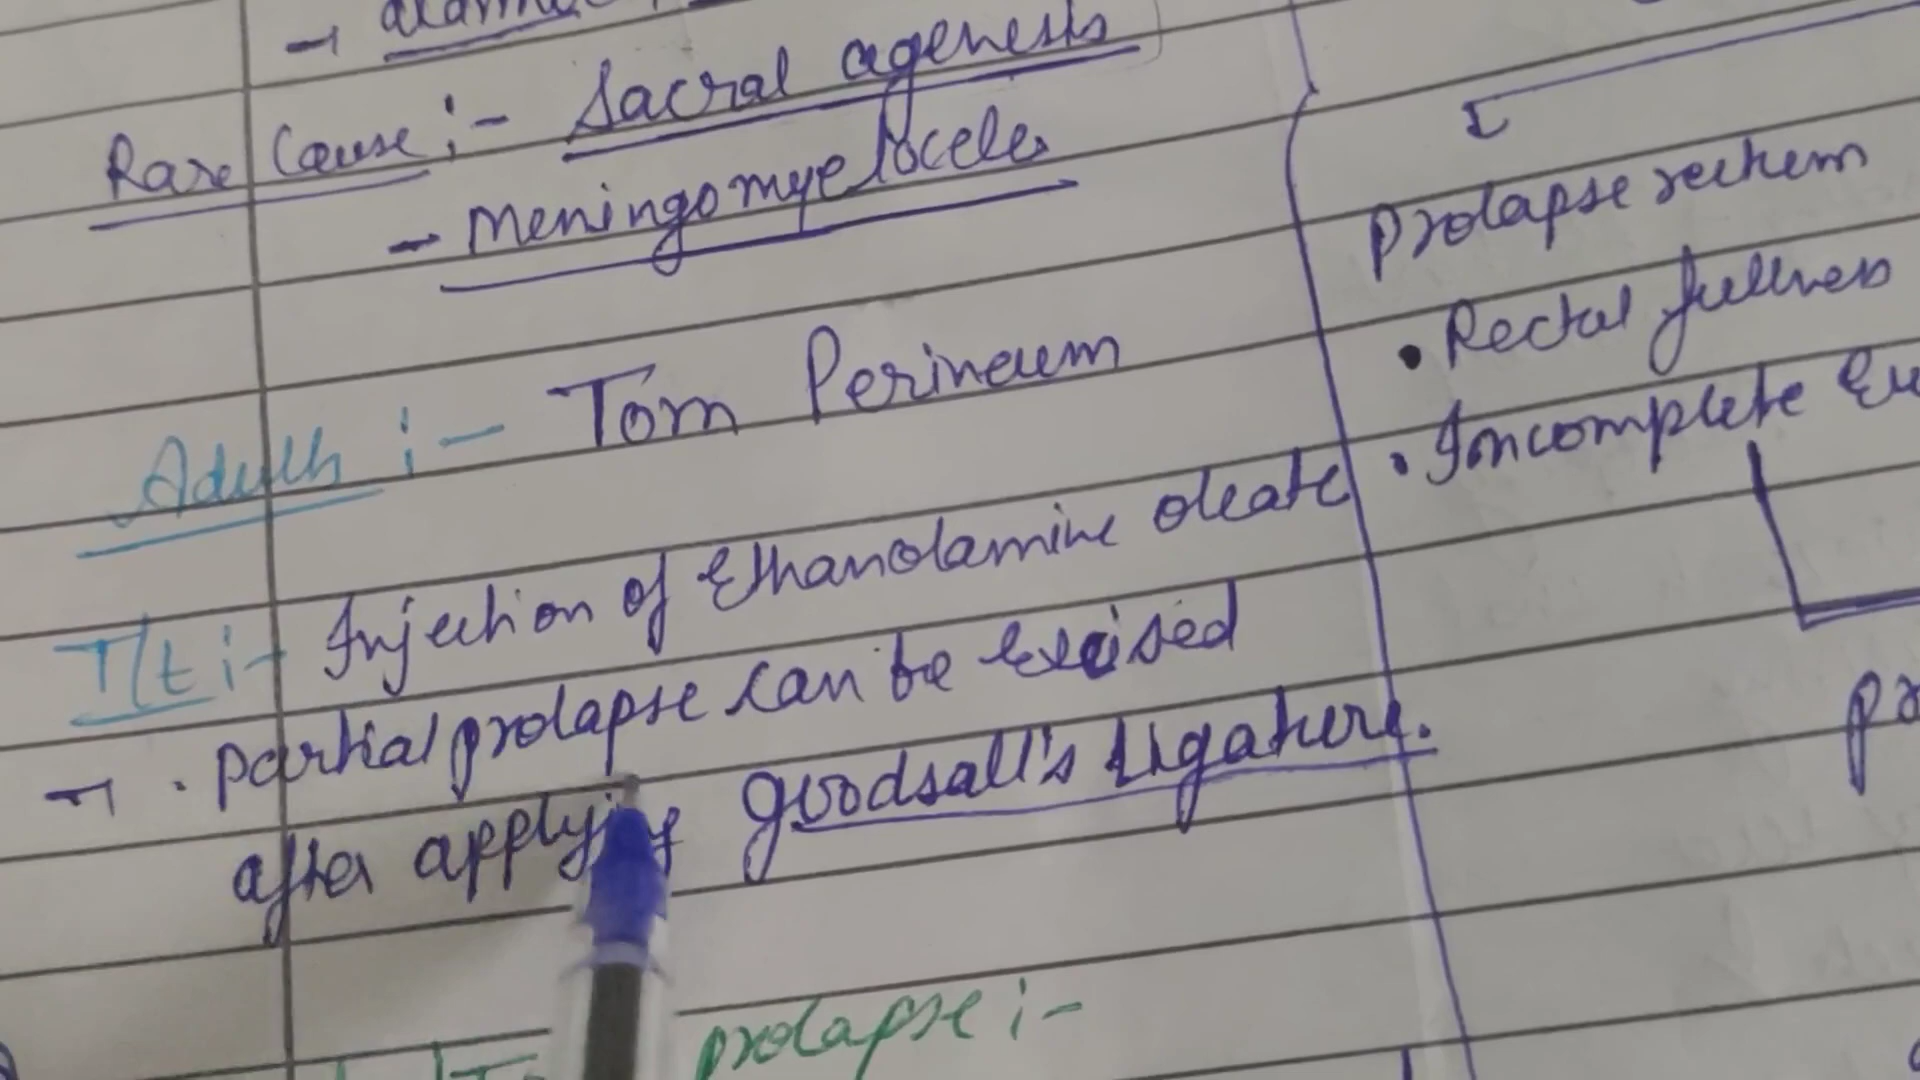 Rare Cause :- Sacral agenesis
- Meningomyelocele
Adults :- Torn Perineum
T/t :- Injection of Ethanolamine oleate
Partial prolapse can be excised
after applying Goodsall's Ligature.
prolapse :-
Prolapse rectum
• Rectal fullness
• Incomplete